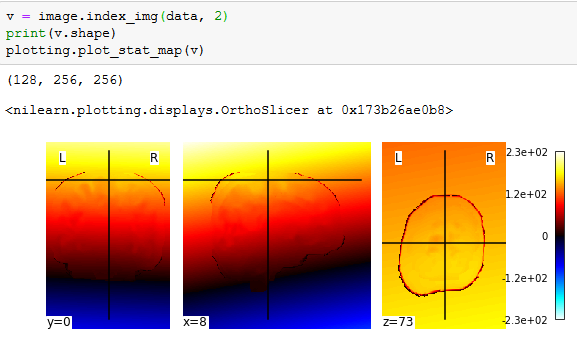 v = image.index_img(data, 2)
print(v.shape)
plotting.plot_stat_map(v)
(128, 256, 256)
<nilearn.plotting.displays.OrthoSlicer at 0x173b26ae0b8>
L R L R
2.3e+02
1.2e+02
0
-1.2e+02
-2.3e+02
y=0 x=8 z=73